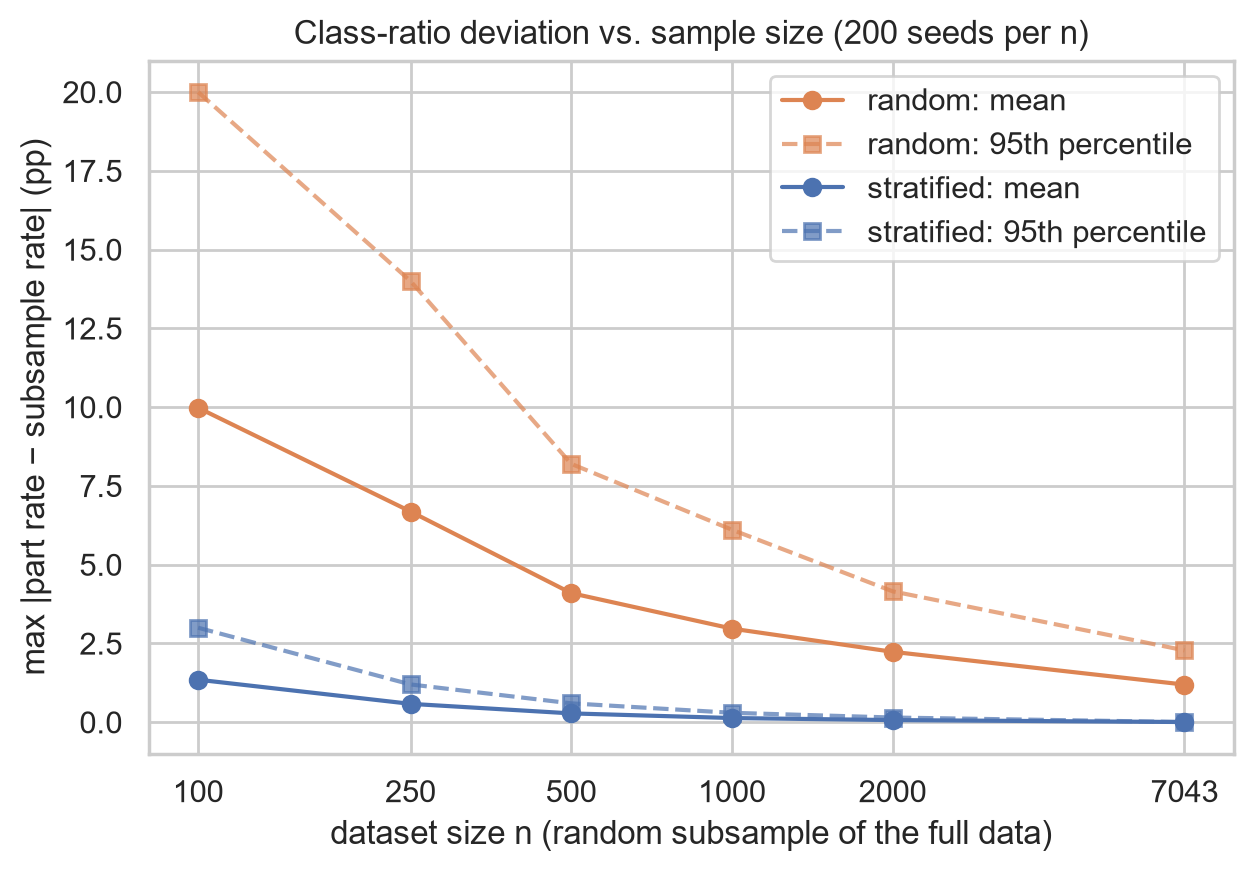 Class-ratio deviation vs. sample size (200 seeds per n)
max |part rate − subsample rate| (pp)
20.0
17.5
15.0
12.5
10.0
7.5
5.0
2.5
0.0
random: mean
random: 95th percentile
stratified: mean
stratified: 95th percentile
100 250 500 1000 2000 7043
dataset size n (random subsample of the full data)